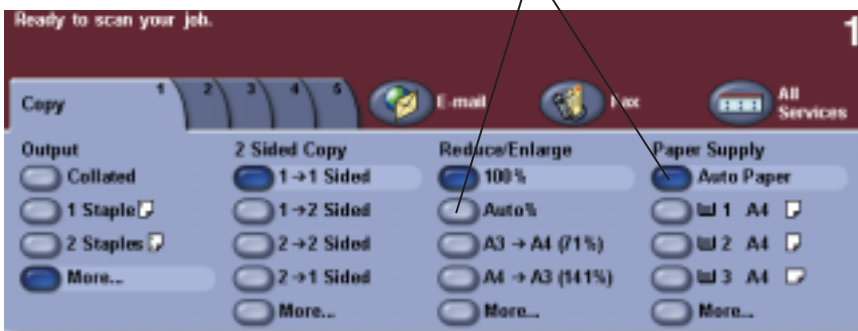 Ready to scan your job.
1
Copy
1
2
3
4
5
E-mail
Fax
All
Services
Output
Collated
1 Staple
2 Staples
More...
2 Sided Copy
1→1 Sided
1→2 Sided
2→2 Sided
2→1 Sided
More...
Reduce/Enlarge
100%
Auto%
A3 → A4 (71%)
A4 → A3 (141%)
More...
Paper Supply
Auto Paper
1 A4
2 A4
3 A4
More...